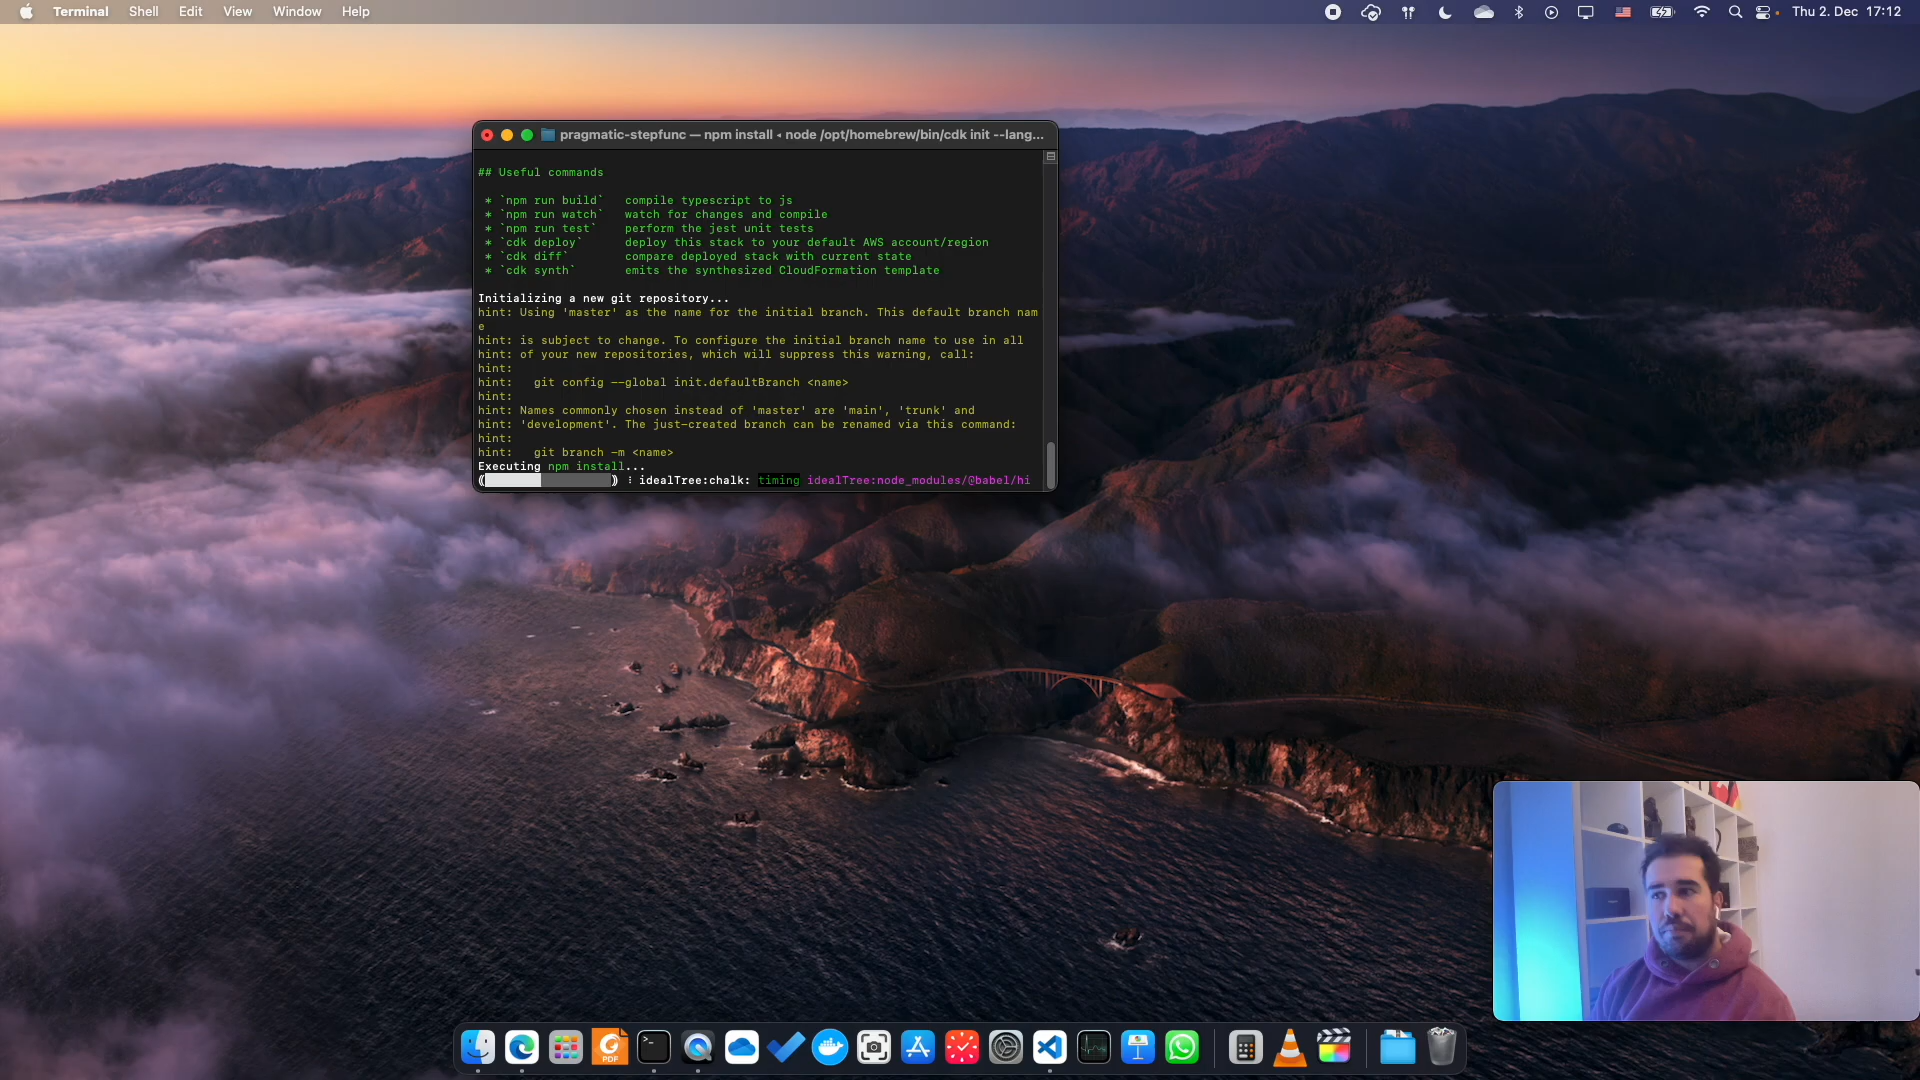 Terminal Shell Edit View Window Help
Thu 2. Dec 17:12
pragmatic-stepfunc — npm install ◂ node /opt/homebrew/bin/cdk init --lang...
## Useful commands
* `npm run build` compile typescript to js
* `npm run watch` watch for changes and compile
* `npm run test` perform the jest unit tests
* `cdk deploy` deploy this stack to your default AWS account/region
* `cdk diff` compare deployed stack with current state
* `cdk synth` emits the synthesized CloudFormation template
Initializing a new git repository...
hint: Using 'master' as the name for the initial branch. This default branch nam
e
hint: is subject to change. To configure the initial branch name to use in all
hint: of your new repositories, which will suppress this warning, call:
hint:
hint: git config --global init.defaultBranch <name>
hint:
hint: Names commonly chosen instead of 'master' are 'main', 'trunk' and
hint: 'development'. The just-created branch can be renamed via this command:
hint:
hint: git branch -m <name>
Executing npm install...
idealTree:chalk: timing idealTree:node_modules/@babel/hi
PDF